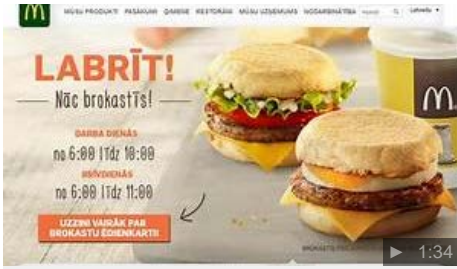 MŪSU PRODUKTI PASĀKUMI ĢIMENE RESTORĀNI MŪSU UZŅĒMUMS NODARBINĀTĪBA Latviešu
LABRĪT!
Nāc brokastīs!
DARBA DIENĀS
no 6:00 līdz 10:00
BRĪVDIENĀS
no 6:00 līdz 11:00
UZZINI VAIRĀK PAR
BROKASTU ĒDIENKARTI!
1:34